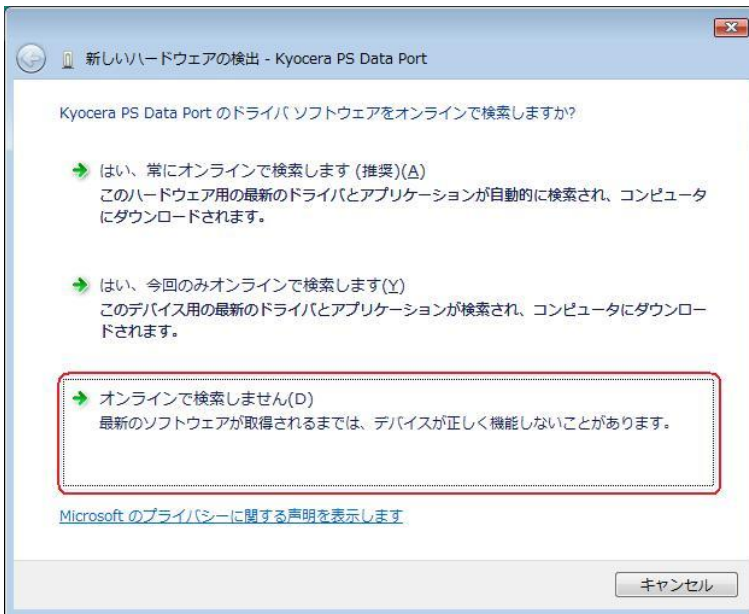 新しいハードウェアの検出 - Kyocera PS Data Port
Kyocera PS Data Port のドライバ ソフトウェアをオンラインで検索しますか?
はい、常にオンラインで検索します (推奨)(A)
このハードウェア用の最新のドライバとアプリケーションが自動的に検索され、コンピュータ
にダウンロードされます。
はい、今回のみオンラインで検索します(Y)
このデバイス用の最新のドライバとアプリケーションが検索され、コンピュータにダウンロー
ドされます。
オンラインで検索しません(D)
最新のソフトウェアが取得されるまでは、デバイスが正しく機能しないことがあります。
Microsoft のプライバシーに関する声明を表示します
キャンセル